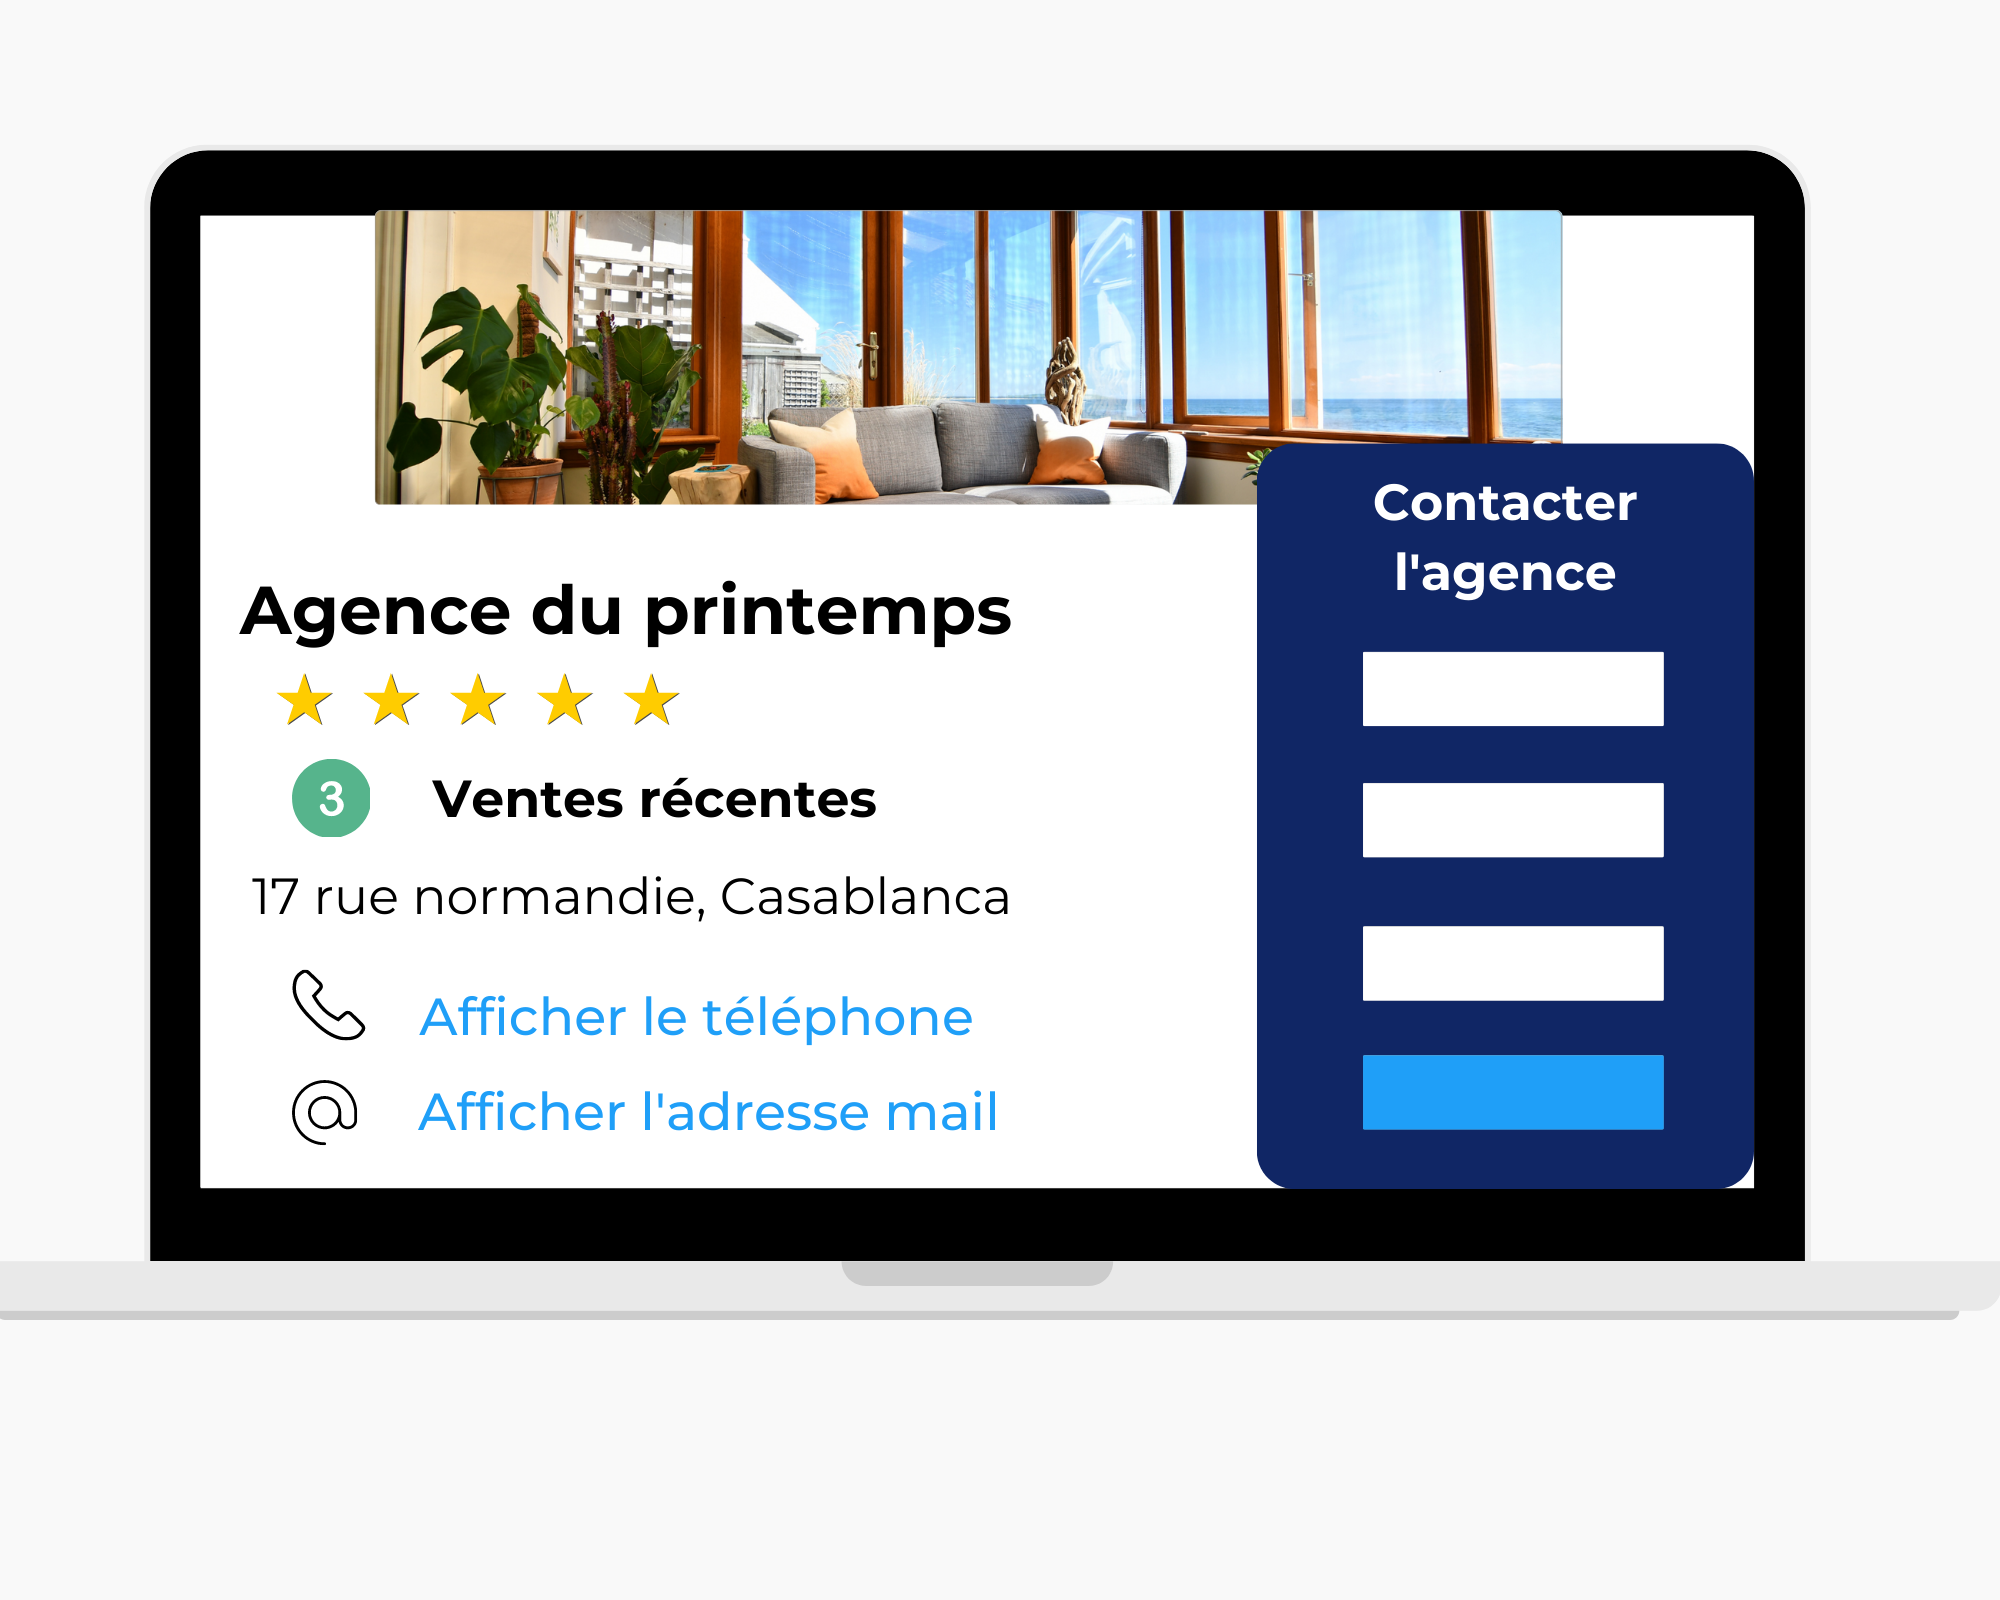 Contacter
l'agence
Agence du printemps
3 Ventes récentes
17 rue normandie, Casablanca
Afficher le téléphone
@ Afficher l'adresse mail